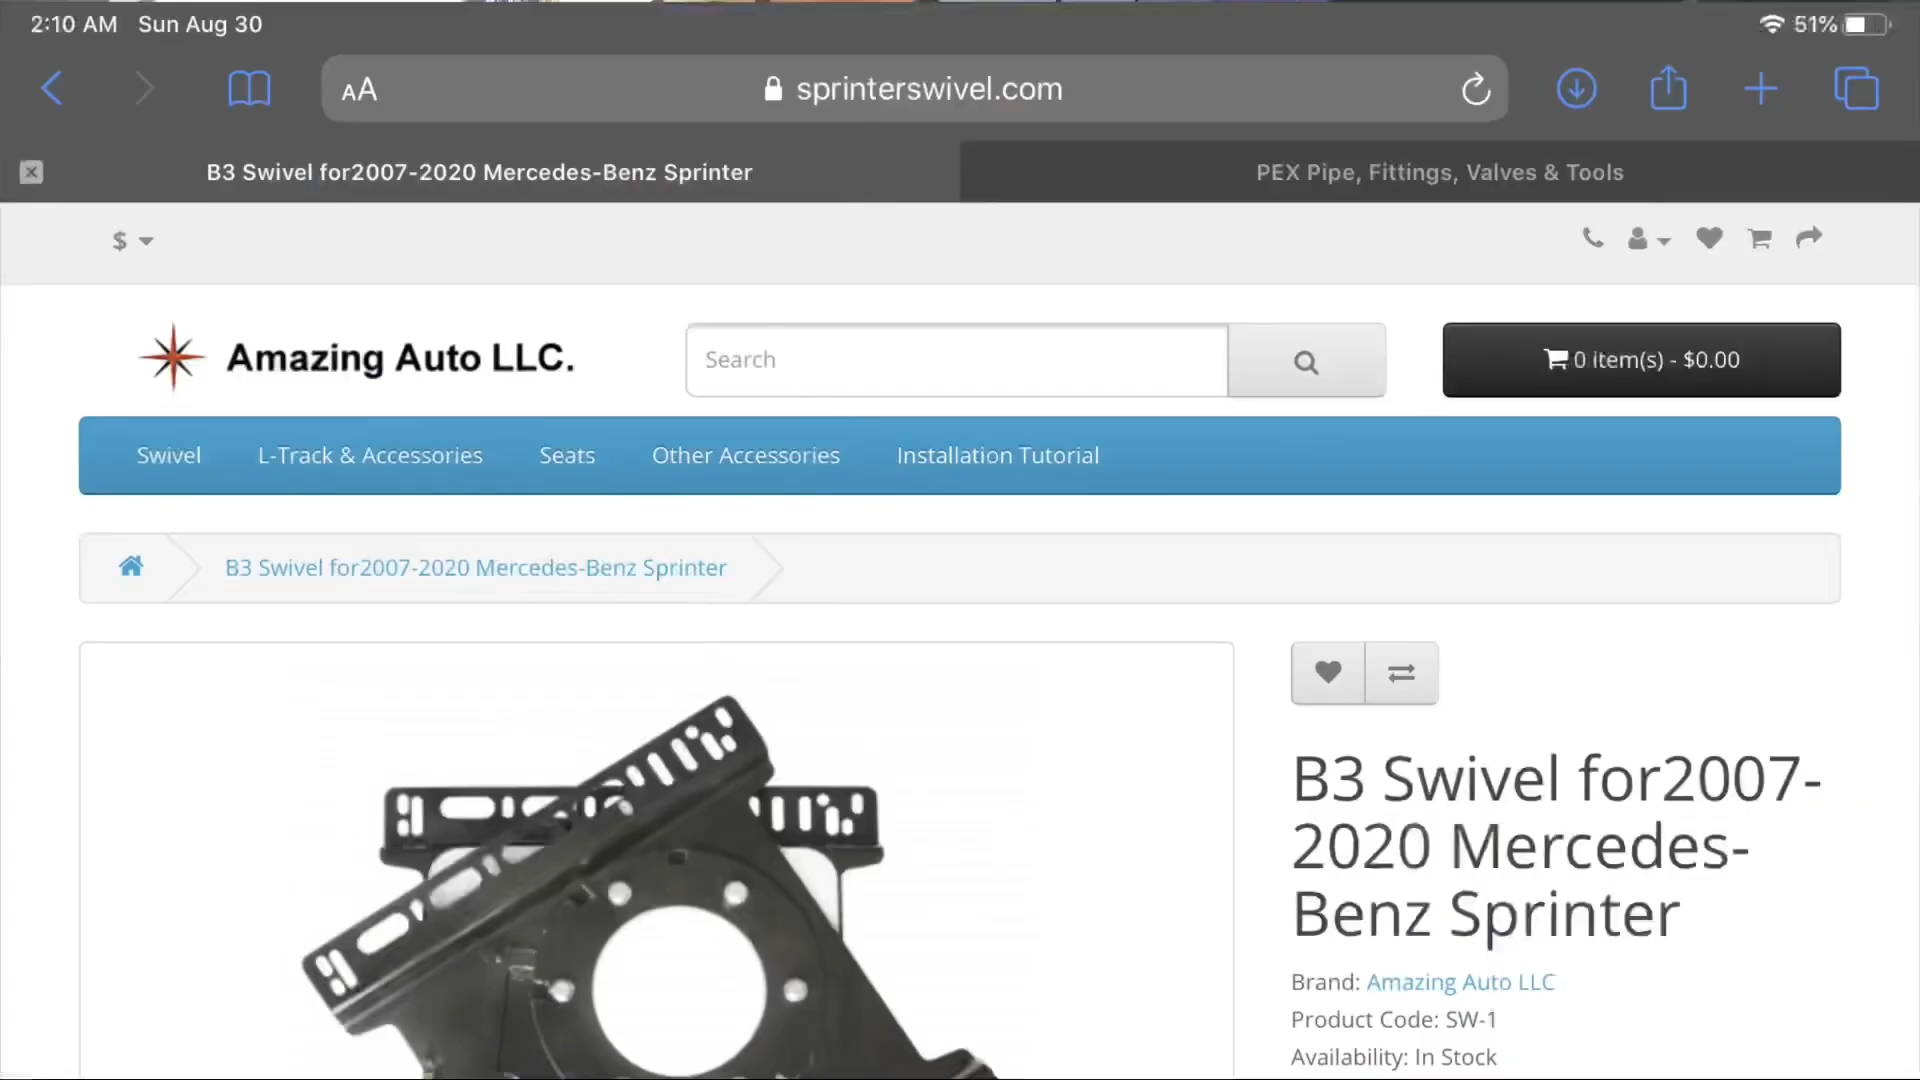 2:10 AM Sun Aug 30
51%
AA
sprinterswivel.com
B3 Swivel for2007-2020 Mercedes-Benz Sprinter
PEX Pipe, Fittings, Valves & Tools
$
Amazing Auto LLC.
Search
0 item(s) - $0.00
Swivel
L-Track & Accessories
Seats
Other Accessories
Installation Tutorial
B3 Swivel for2007-2020 Mercedes-Benz Sprinter
B3 Swivel for2007-
2020 Mercedes-
Benz Sprinter
Brand: Amazing Auto LLC
Product Code: SW-1
Availability: In Stock